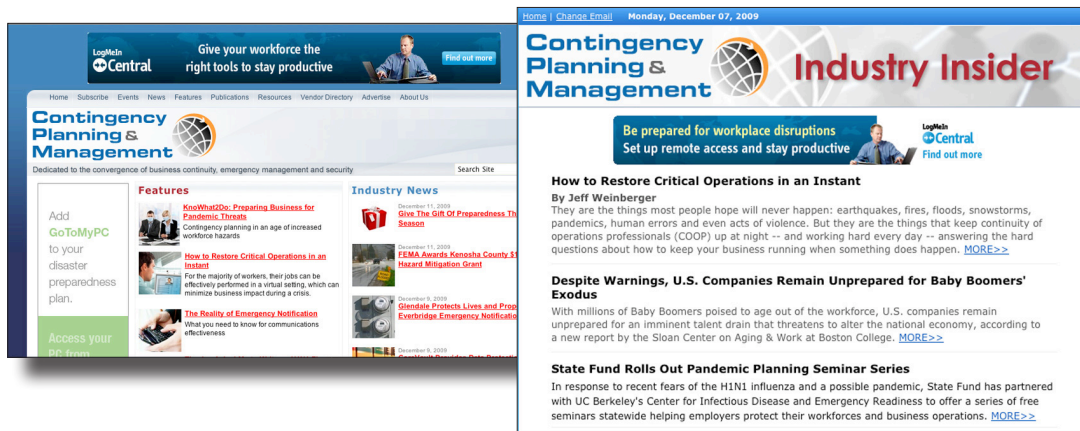 LogMeIn
Central
Give your workforce the
right tools to stay productive
Find out more
Home Subscribe Events News Features Publications Resources Vendor Directory Advertise About Us
Contingency
Planning &
Management
Dedicated to the convergence of business continuity, emergency management and security
Search Site
Add
GoToMyPC
to your
disaster
preparedness
plan.
Access your
PC from
Features
KnoWhat2Do: Preparing Business for
Pandemic Threats
Contingency planning in an age of increased
workforce hazards
How to Restore Critical Operations in an
Instant
For the majority of workers, their jobs can be
effectively performed in a virtual setting, which can
minimize business impact during a crisis.
The Reality of Emergency Notification
What you need to know for communications
effectiveness
Industry News
December 11, 2009
Give The Gift Of Preparedness Th
Season
December 11, 2009
FEMA Awards Kenosha County $1
Hazard Mitigation Grant
December 9, 2009
Glendale Protects Lives and Prop
Everbridge Emergency Notificatio
December 9, 2009
Home | Change Email Monday, December 07, 2009
Contingency
Planning &
Management
Industry Insider
Be prepared for workplace disruptions
Set up remote access and stay productive
LogMeIn
Central
Find out more
How to Restore Critical Operations in an Instant
By Jeff Weinberger
They are the things most people hope will never happen: earthquakes, fires, floods, snowstorms,
pandemics, human errors and even acts of violence. But they are the things that keep continuity of
operations professionals (COOP) up at night -- and working hard every day -- answering the hard
questions about how to keep your business running when something does happen. MORE>>
Despite Warnings, U.S. Companies Remain Unprepared for Baby Boomers'
Exodus
With millions of Baby Boomers poised to age out of the workforce, U.S. companies remain
unprepared for an imminent talent drain that threatens to alter the national economy, according to
a new report by the Sloan Center on Aging & Work at Boston College. MORE>>
State Fund Rolls Out Pandemic Planning Seminar Series
In response to recent fears of the H1N1 influenza and a possible pandemic, State Fund has partnered
with UC Berkeley's Center for Infectious Disease and Emergency Readiness to offer a series of free
seminars statewide helping employers protect their workforces and business operations. MORE>>